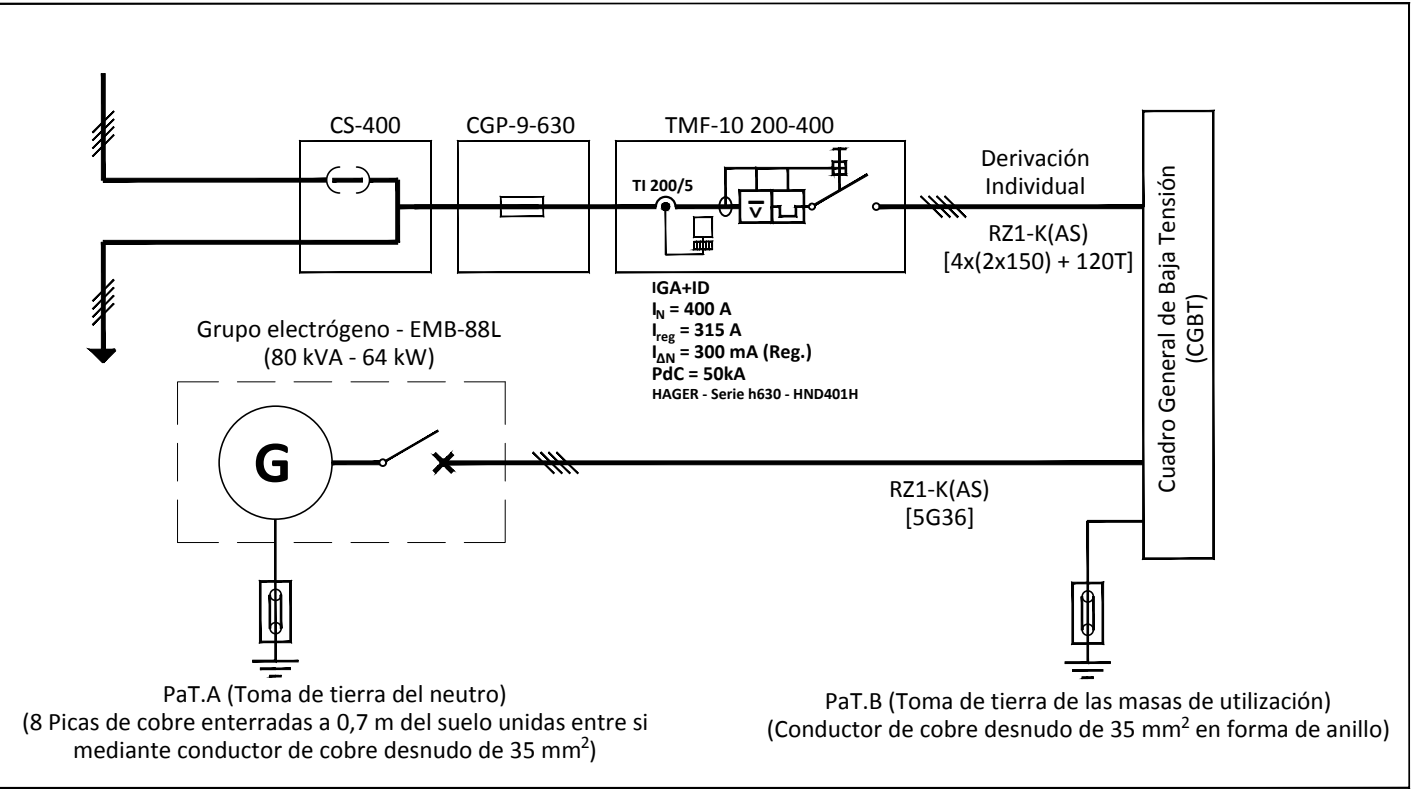 CS-400
CGP-9-630
TMF-10 200-400
TI 200/5
V
Derivación
Individual
RZ1-K(AS)
[4x(2x150) + 120T]
IGA+ID
I_N = 400 A
I_reg = 315 A
I_ΔN = 300 mA (Reg.)
PdC = 50kA
HAGER - Serie h630 - HND401H
Cuadro General de Baja Tensión
(CGBT)
Grupo electrógeno - EMB-88L
(80 kVA - 64 kW)
G
RZ1-K(AS)
[5G36]
PaT.A (Toma de tierra del neutro)
(8 Picas de cobre enterradas a 0,7 m del suelo unidas entre si
mediante conductor de cobre desnudo de 35 mm²)
PaT.B (Toma de tierra de las masas de utilización)
(Conductor de cobre desnudo de 35 mm² en forma de anillo)